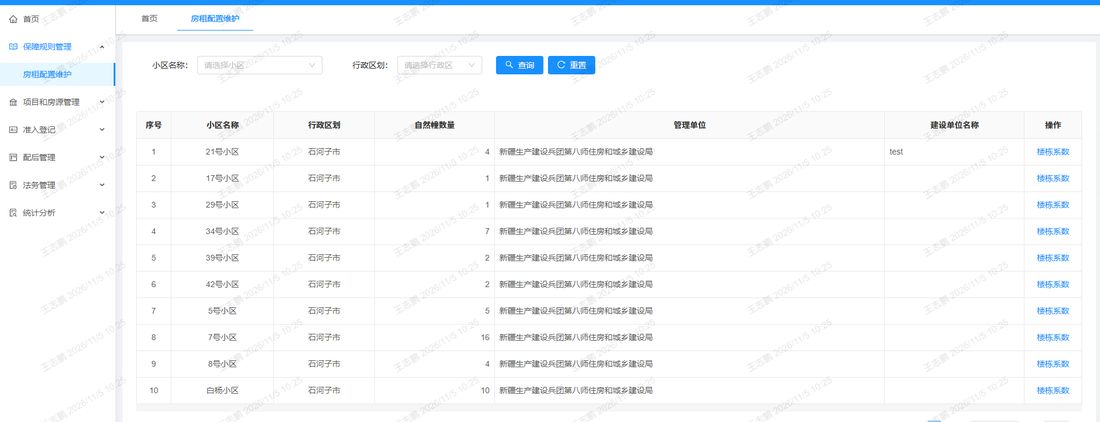 首页
保障规则管理
房租配置维护
项目和房源管理
准入登记
配后管理
法务管理
统计分析
首页 房租配置维护
小区名称: 请选择小区 行政区划: 请选择行政区 查询 重置
序号 小区名称 行政区划 自然幢数量 管理单位 建设单位名称 操作
1 21号小区 石河子市 4 新疆生产建设兵团第八师住房和城乡建设局 test 楼栋系数
2 17号小区 石河子市 1 新疆生产建设兵团第八师住房和城乡建设局 楼栋系数
3 29号小区 石河子市 1 新疆生产建设兵团第八师住房和城乡建设局 楼栋系数
4 34号小区 石河子市 7 新疆生产建设兵团第八师住房和城乡建设局 楼栋系数
5 39号小区 石河子市 2 新疆生产建设兵团第八师住房和城乡建设局 楼栋系数
6 42号小区 石河子市 2 新疆生产建设兵团第八师住房和城乡建设局 楼栋系数
7 5号小区 石河子市 5 新疆生产建设兵团第八师住房和城乡建设局 楼栋系数
8 7号小区 石河子市 16 新疆生产建设兵团第八师住房和城乡建设局 楼栋系数
9 8号小区 石河子市 4 新疆生产建设兵团第八师住房和城乡建设局 楼栋系数
10 白杨小区 石河子市 10 新疆生产建设兵团第八师住房和城乡建设局 楼栋系数
王志鹏 2026/11/5 10:25